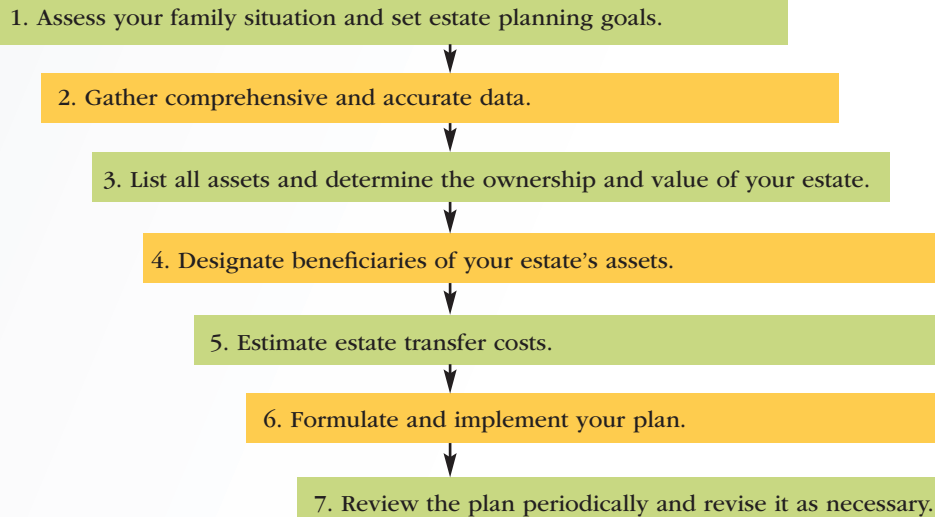 1. Assess your family situation and set estate planning goals.
2. Gather comprehensive and accurate data.
3. List all assets and determine the ownership and value of your estate.
4. Designate beneficiaries of your estate’s assets.
5. Estimate estate transfer costs.
6. Formulate and implement your plan.
7. Review the plan periodically and revise it as necessary.